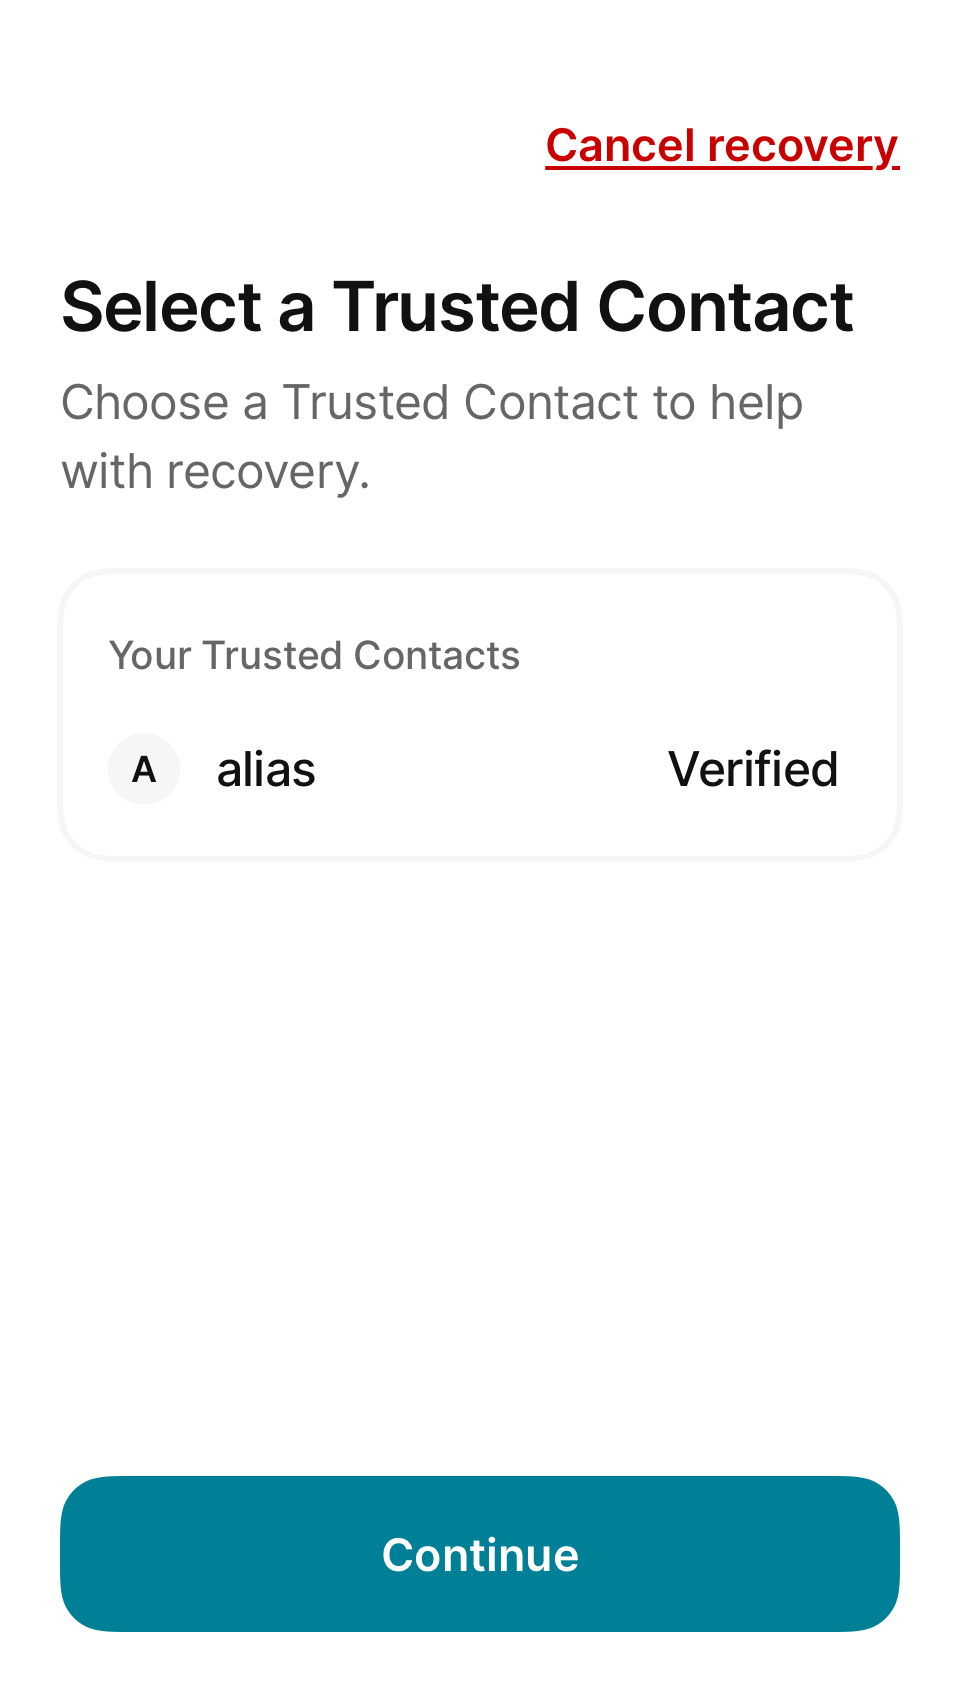 Cancel recovery
Select a Trusted Contact
Choose a Trusted Contact to help
with recovery.
Your Trusted Contacts
A alias Verified
Continue